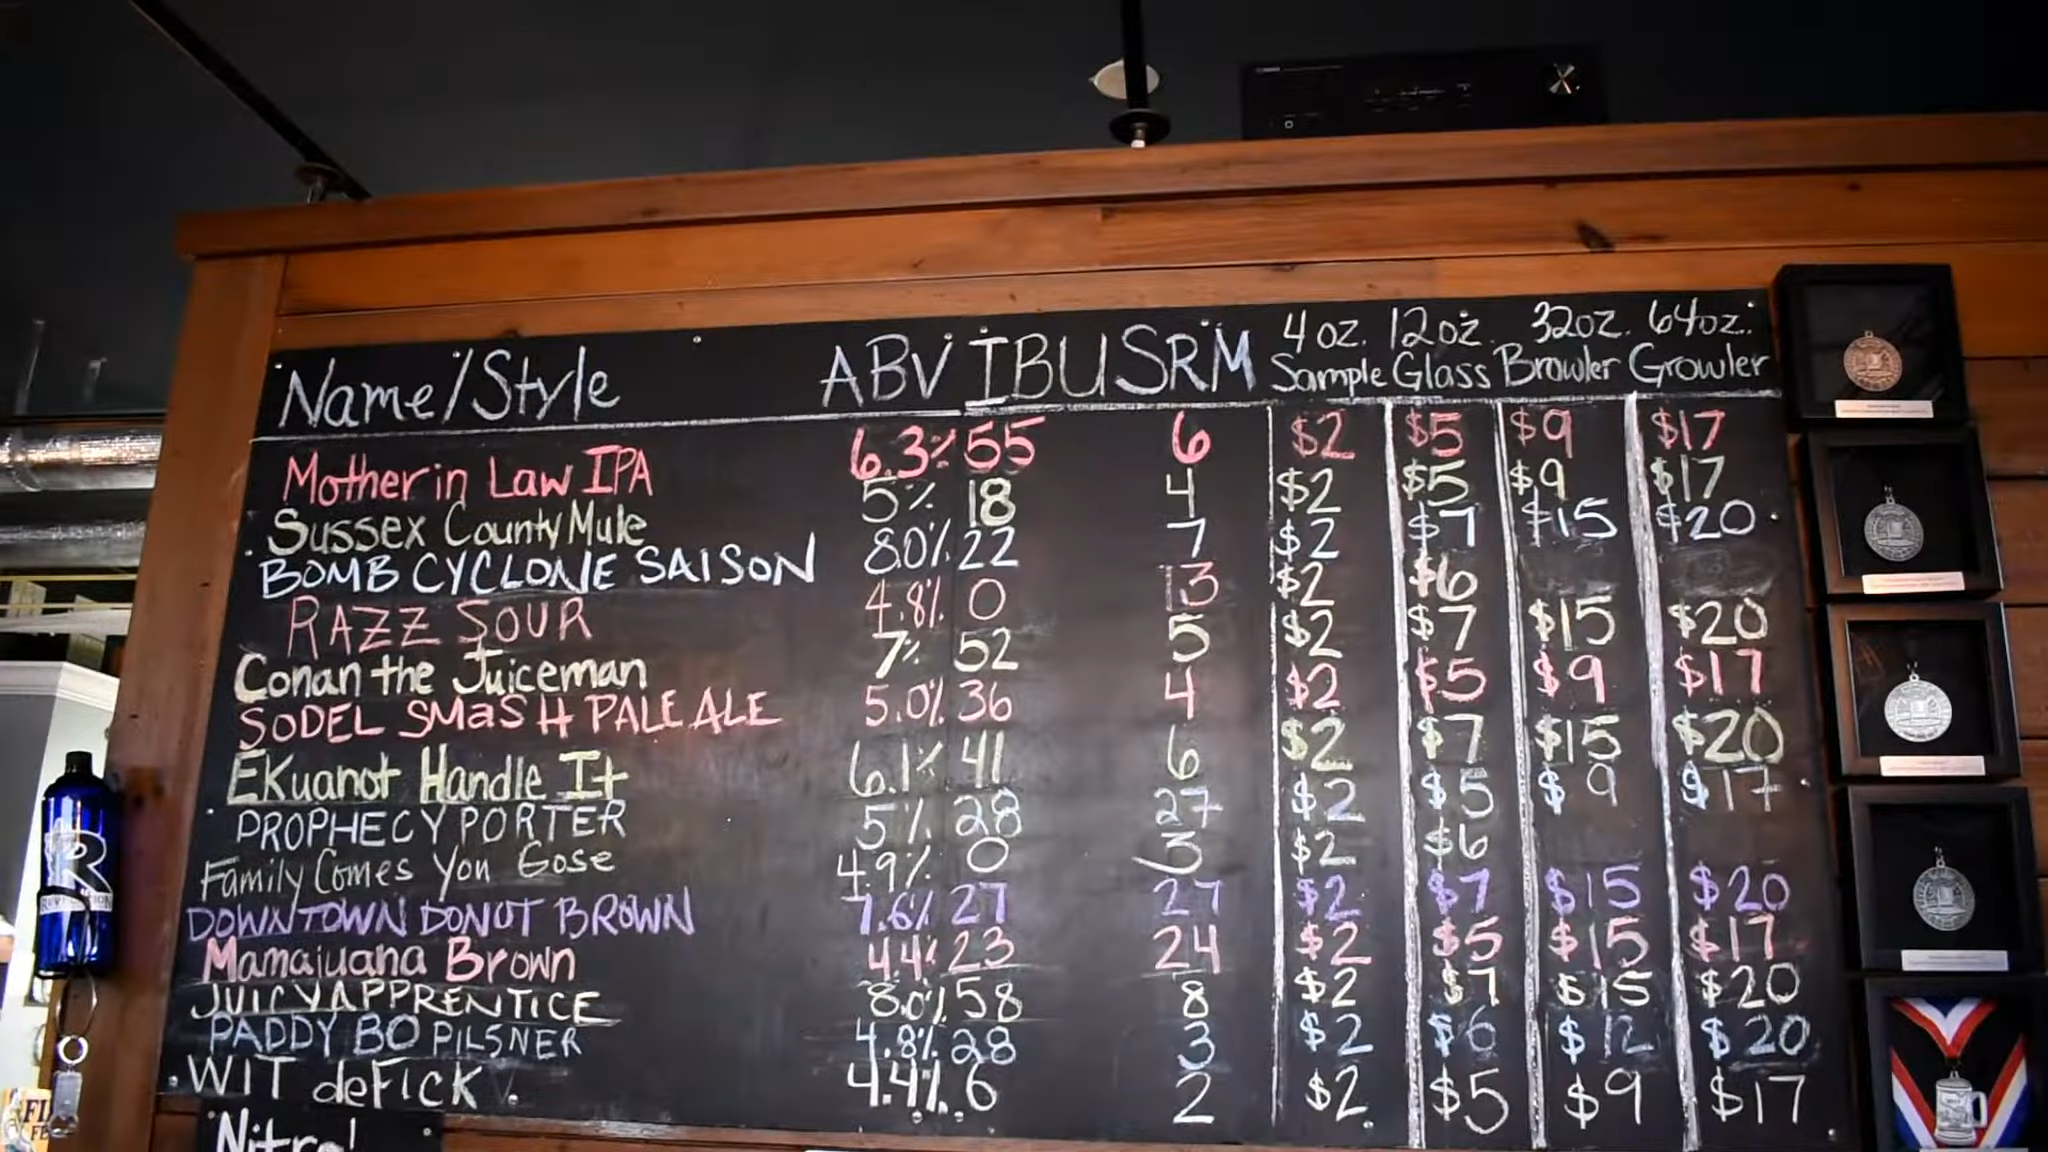 4 oz. 12oz. 32oz. 64oz.
Name/Style ABV IBU SRM Sample Glass Browler Growler
Mother in Law IPA 6.3% 55 6 $2 $5 $9 $17
Sussex County Mule 5% 18 4 $2 $5 $9 $17
BOMB CYCLONE SAISON 8.0% 22 7 $2 $7 $15 $20
RAZZ SOUR 4.8% 0 13 $2 $6
Conan the Juiceman 7% 52 5 $2 $7 $15 $20
SODEL SMaSH PALE ALE 5.0% 36 4 $2 $5 $9 $17
EKuanot Handle It 6.1% 41 6 $2 $7 $15 $20
PROPHECY PORTER 5% 28 27 $2 $5 $9 $17
Family Comes You Gose 4.9% 0 3 $2 $6
DOWNTOWN DONUT BROWN 7.6% 27 27 $2 $7 $15 $20
Mamajuana Brown 4.4% 23 24 $2 $5 $15 $17
JUICY APPRENTICE 8.0% 58 8 $2 $7 $15 $20
PADDY BO PILSNER 4.8% 28 3 $2 $6 $12 $20
WIT deFICK 4.4% 6 2 $2 $5 $9 $17
Nitro!
R